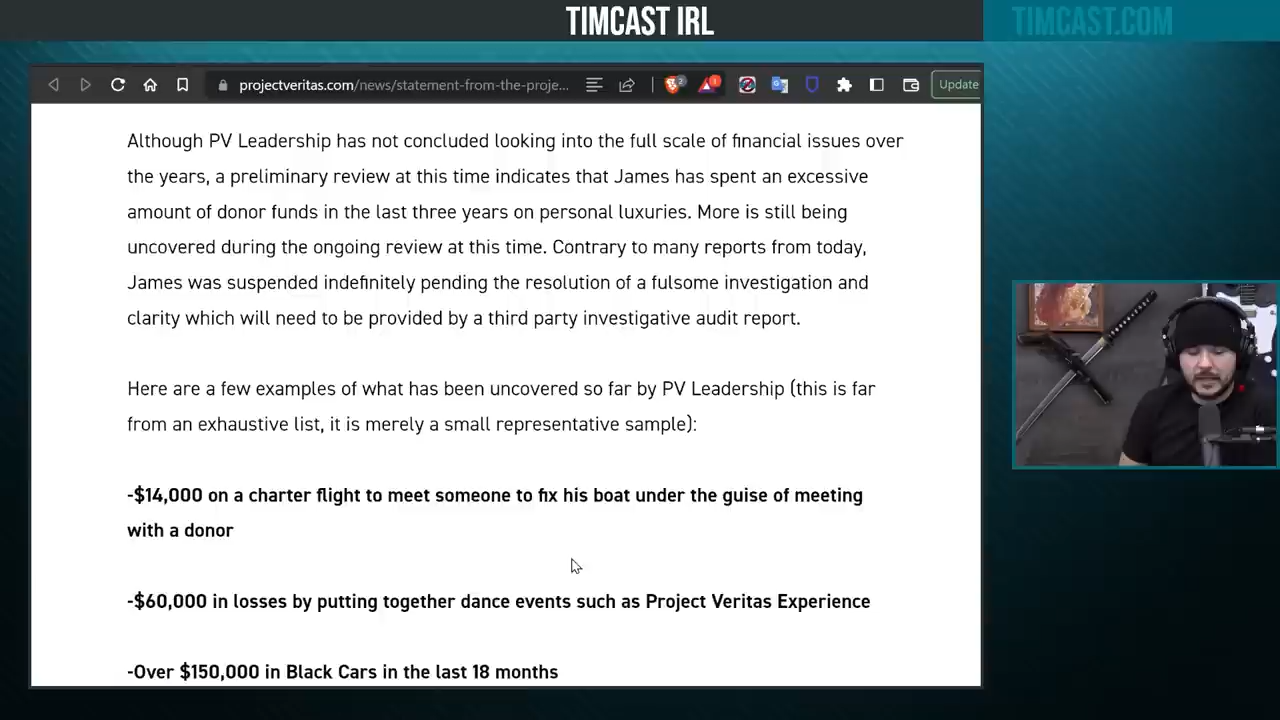 TIMCAST IRL
TIMCAST.COM
projectveritas.com/news/statement-from-the-proje...
2
1
Update
Although PV Leadership has not concluded looking into the full scale of financial issues over
the years, a preliminary review at this time indicates that James has spent an excessive
amount of donor funds in the last three years on personal luxuries. More is still being
uncovered during the ongoing review at this time. Contrary to many reports from today,
James was suspended indefinitely pending the resolution of a fulsome investigation and
clarity which will need to be provided by a third party investigative audit report.
Here are a few examples of what has been uncovered so far by PV Leadership (this is far
from an exhaustive list, it is merely a small representative sample):
-$14,000 on a charter flight to meet someone to fix his boat under the guise of meeting
with a donor
-$60,000 in losses by putting together dance events such as Project Veritas Experience
-Over $150,000 in Black Cars in the last 18 months